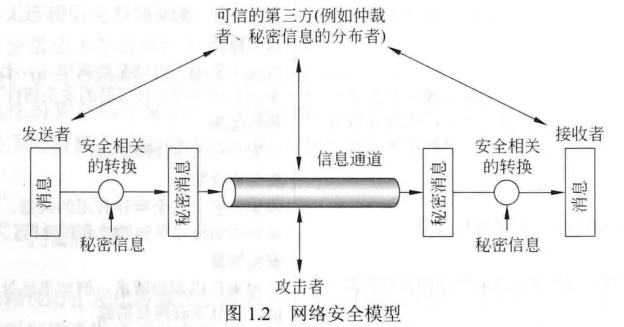 可信的第三方(例如仲裁
者、秘密信息的分布者)
发送者
接收者
安全相关
的转换
信息通道
安全相关
的转换
消息
秘密消息
秘密消息
消息
秘密信息
秘密信息
攻击者
图 1.2 网络安全模型